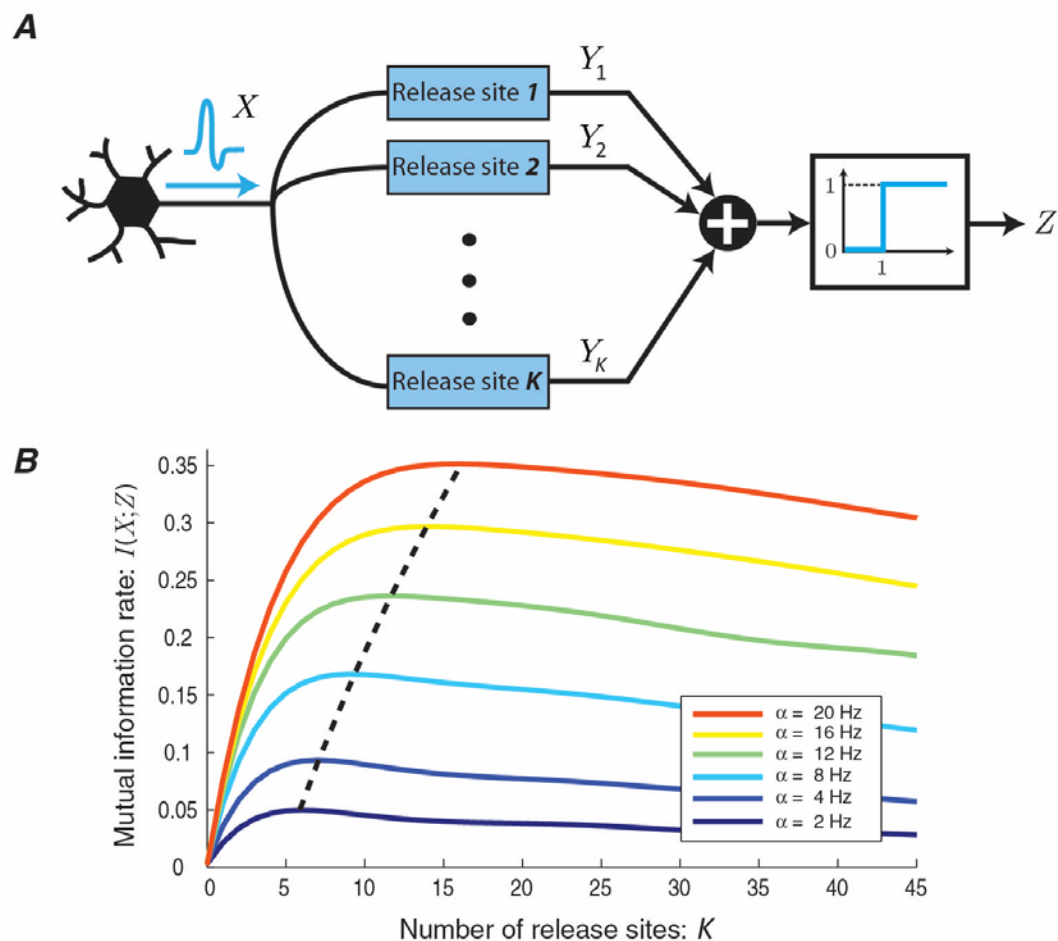 A
X
Release site 1
Y1
Release site 2
Y2
Release site K
YK
1
0
1
Z
B
Mutual information rate: I(X;Z)
0.35
0.3
0.25
0.2
0.15
0.1
0.05
0
α = 20 Hz
α = 16 Hz
α = 12 Hz
α = 8 Hz
α = 4 Hz
α = 2 Hz
0 5 10 15 20 25 30 35 40 45
Number of release sites: K